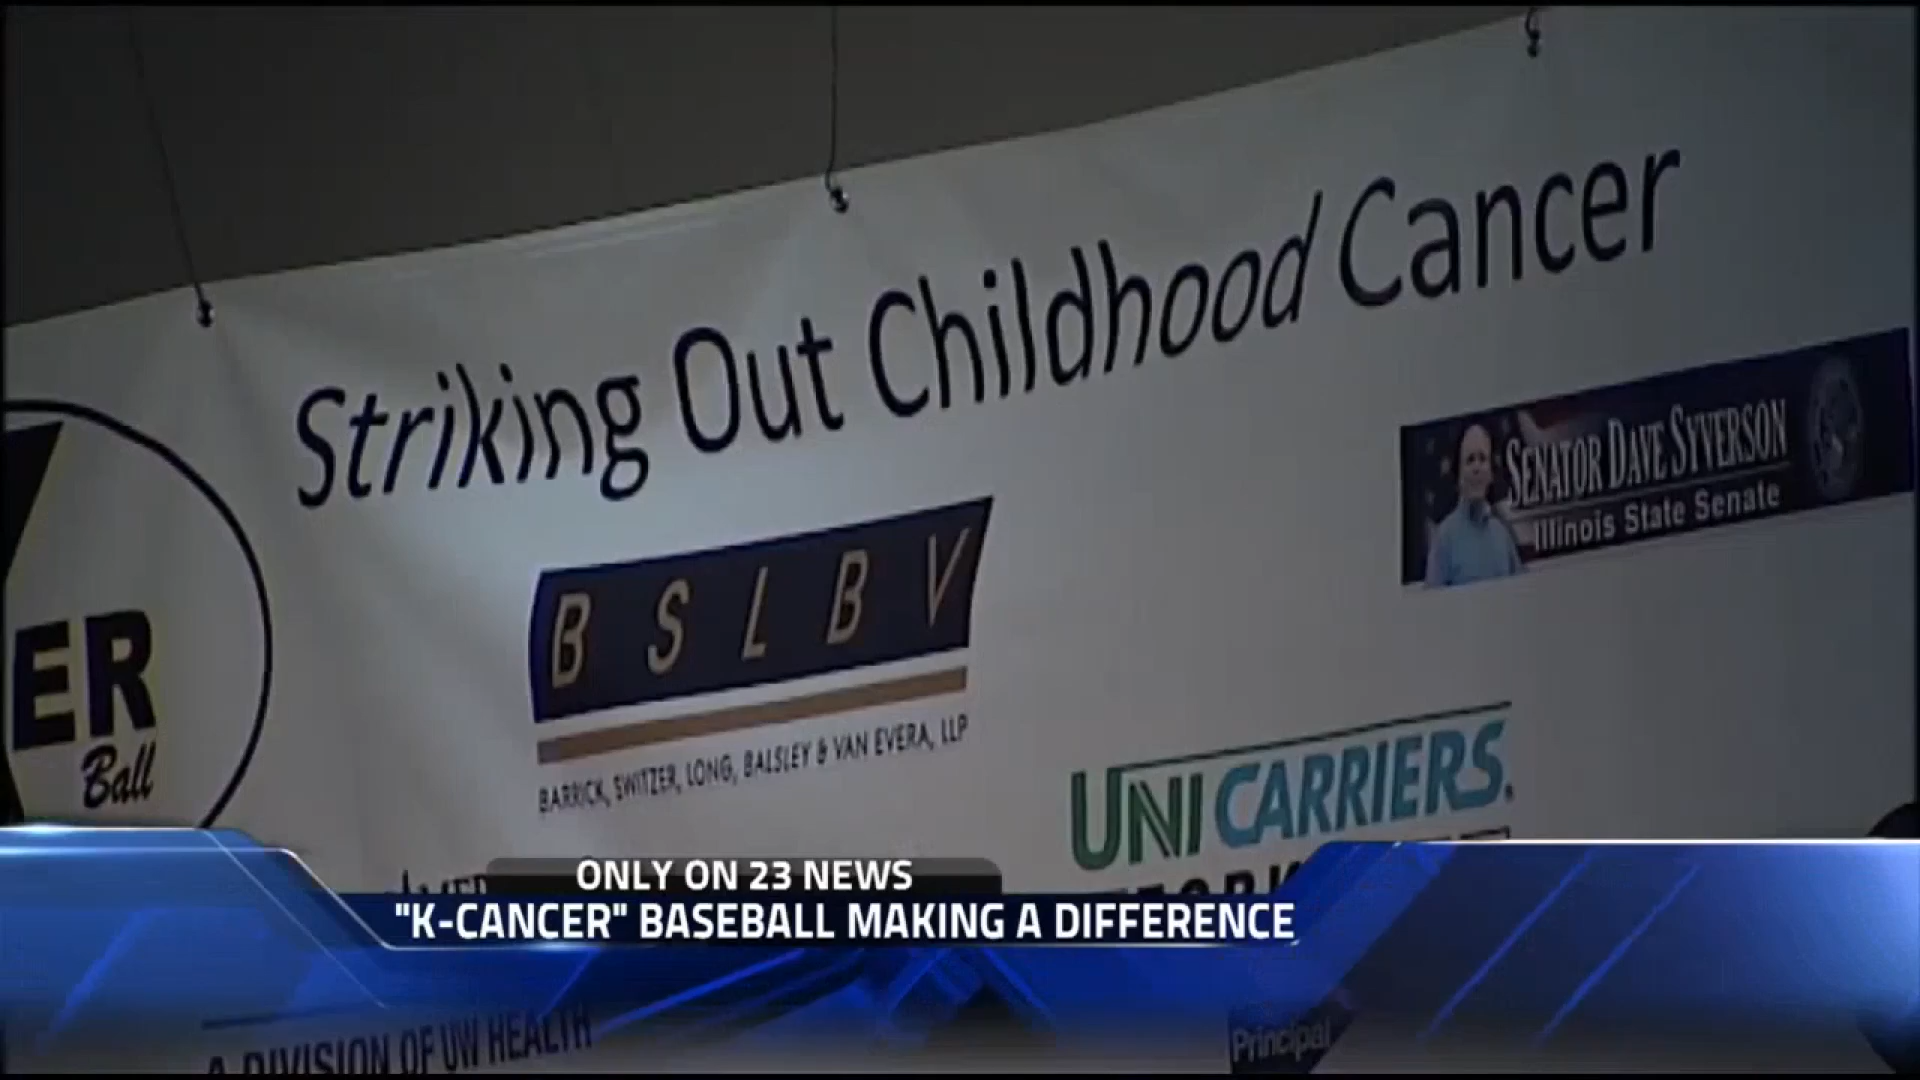 Striking Out Childhood Cancer
SENATOR DAVE SYVERSON
Illinois State Senate
B S L B V
BARRICK, SWITZER, LONG, BALSLEY & VAN EVERA, LLP
ER
Ball
UNICARRIERS.
ONLY ON 23 NEWS
"K-CANCER" BASEBALL MAKING A DIFFERENCE
A DIVISION OF UW HEALTH
Principal